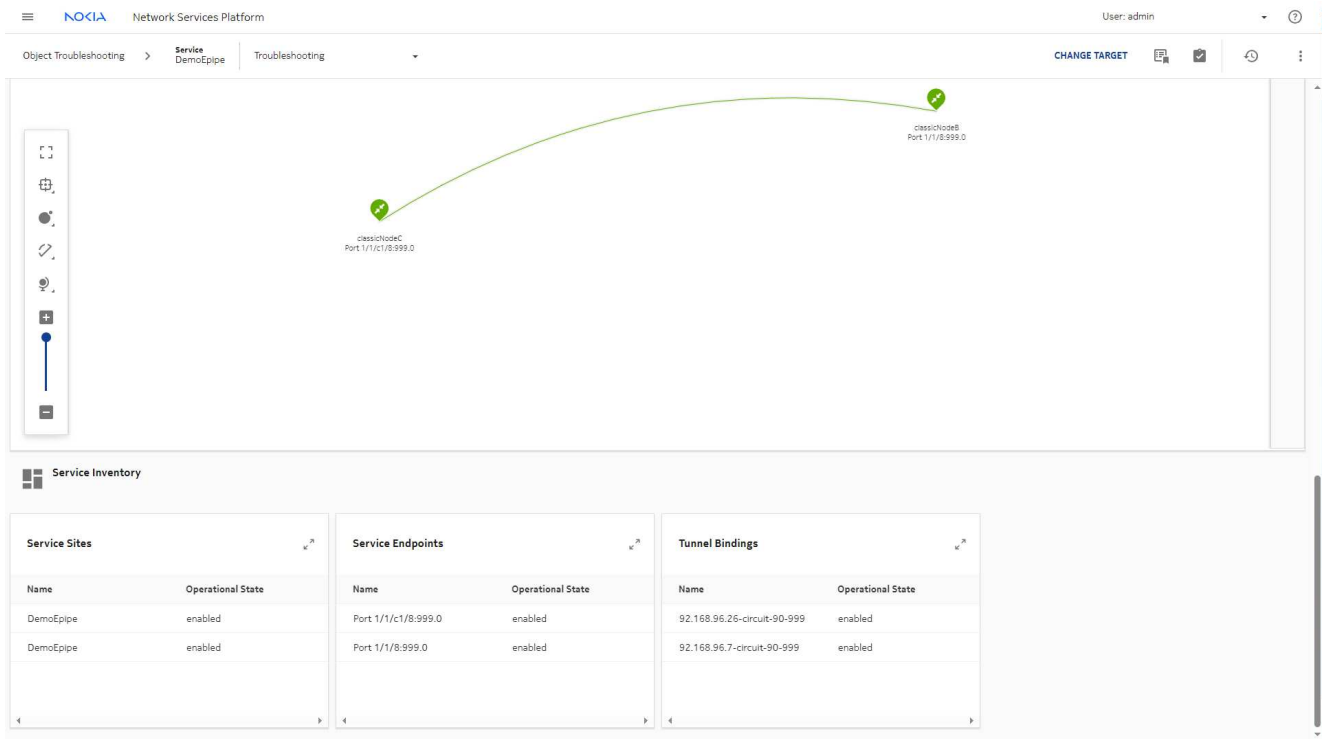 NOKIA Network Services Platform User: admin
Object Troubleshooting > Service DemoEpipe Troubleshooting CHANGE TARGET
classicNodeB
Port 1/1/8:999.0
classicNodeC
Port 1/1/c1/8:999.0
Service Inventory
Service Sites
Name Operational State
DemoEpipe enabled
DemoEpipe enabled
Service Endpoints
Name Operational State
Port 1/1/c1/8:999.0 enabled
Port 1/1/8:999.0 enabled
Tunnel Bindings
Name Operational State
92.168.96.26-circuit-90-999 enabled
92.168.96.7-circuit-90-999 enabled